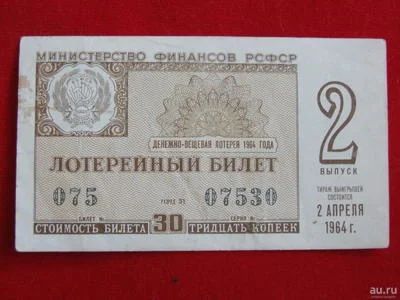 МИНИСТЕРСТВО ФИНАНСОВ РСФСР
ДЕНЕЖНО-ВЕЩЕВАЯ ЛОТЕРЕЯ 1964 ГОДА
ЛОТЕРЕЙНЫЙ БИЛЕТ
075
07530
БИЛЕТ №
СЕРИЯ №
СТОИМОСТЬ БИЛЕТА 30 ТРИДЦАТЬ КОПЕЕК
2
ВЫПУСК
ТИРАЖ ВЫИГРЫШЕЙ
СОСТОИТСЯ
2 АПРЕЛЯ
1964 г.
au.ru